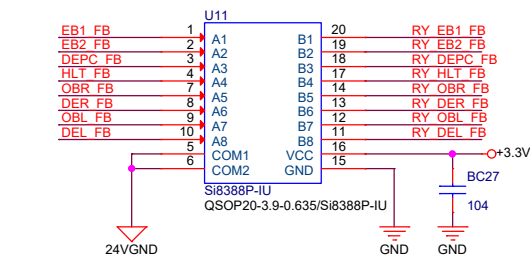 U11
EB1_FB 1 A1 B1 20 RY_EB1_FB
EB2_FB 2 A2 B2 19 RY_EB2_FB
DEPC_FB 3 A3 B3 18 RY_DEPC_FB
HLT_FB 4 A4 B4 17 RY_HLT_FB
OBR_FB 7 A5 B5 14 RY_OBR_FB
DER_FB 8 A6 B6 13 RY_DER_FB
OBL_FB 9 A7 B7 12 RY_OBL_FB
DEL_FB 10 A8 B8 11 RY_DEL_FB
5 COM1 VCC 16 +3.3V
6 COM2 GND 15
Si8388P-IU BC27
QSOP20-3.9-0.635/Si8388P-IU 104
24VGND GND GND